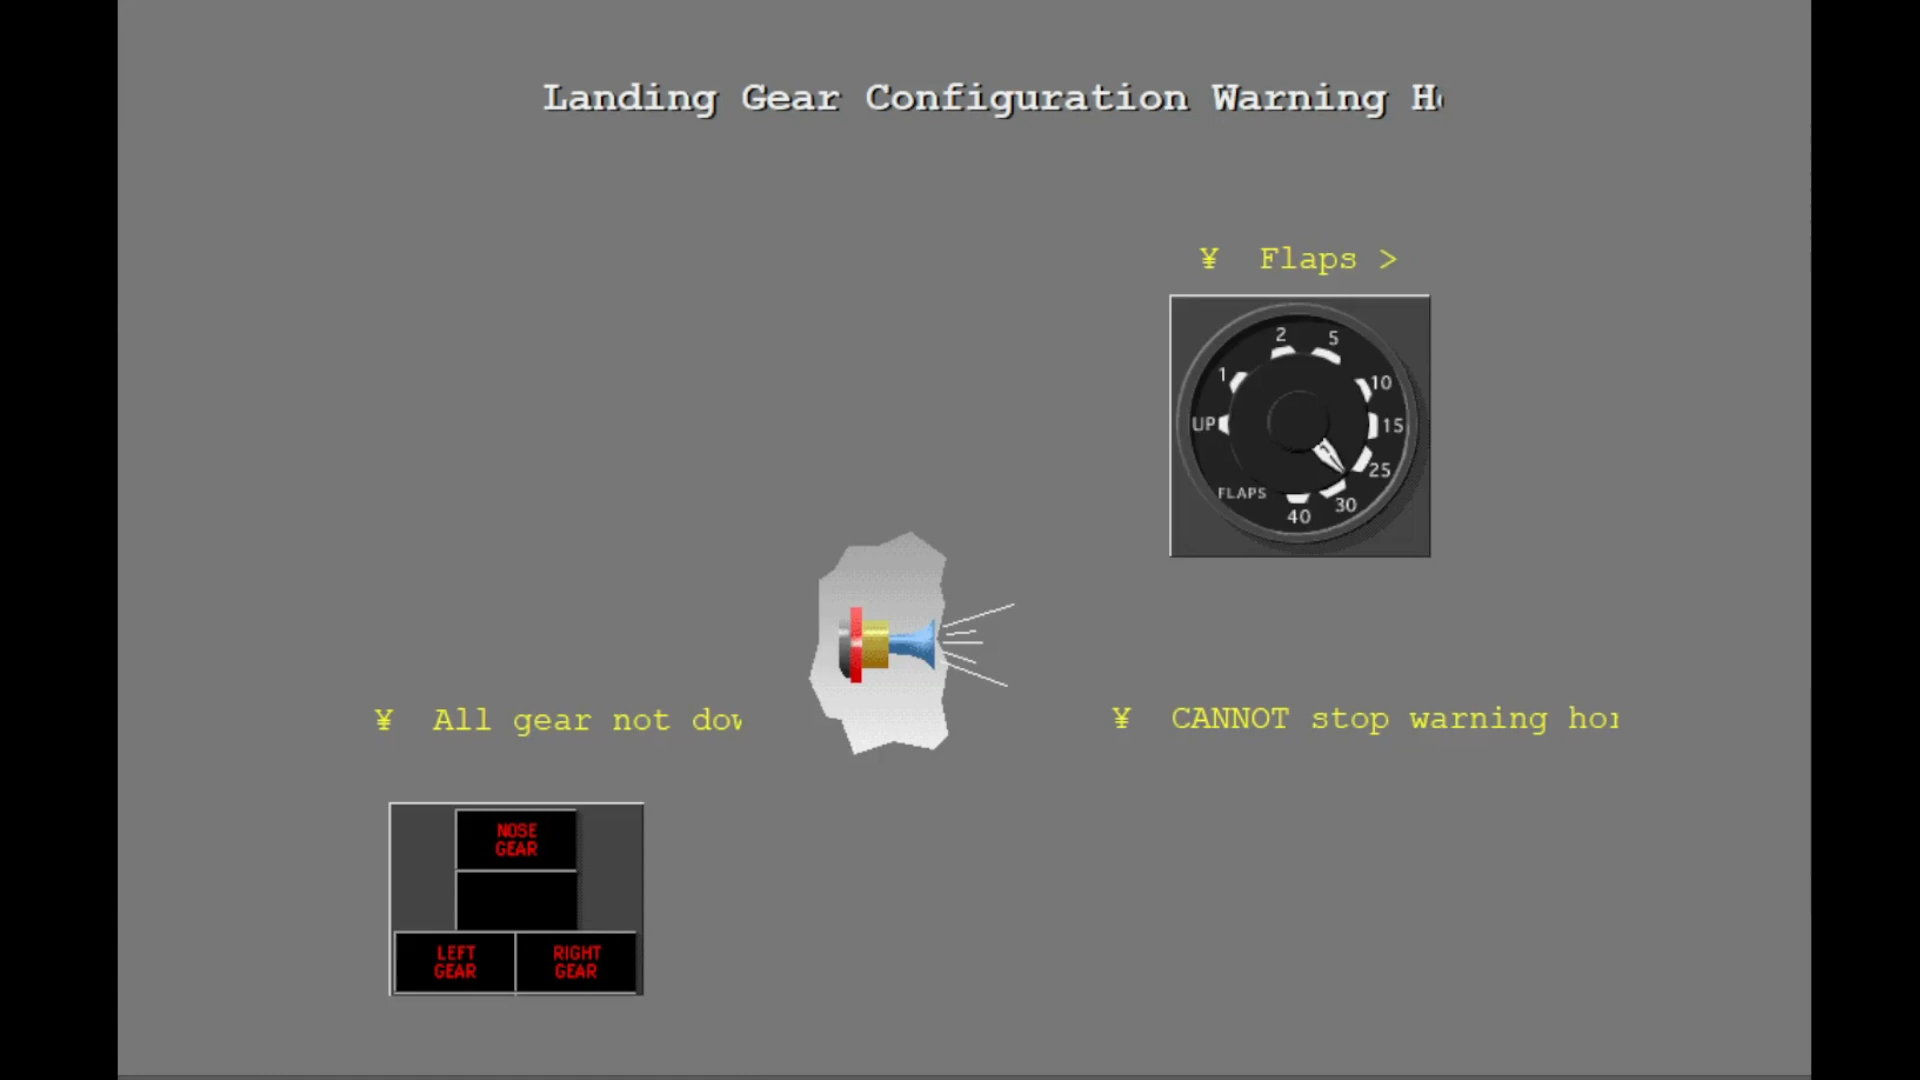 Landing Gear Configuration Warning H
¥ Flaps >
2 5
1 10
UP 15
25
FLAPS 30
40
¥ All gear not dow
¥ CANNOT stop warning hor
NOSE
GEAR
LEFT RIGHT
GEAR GEAR